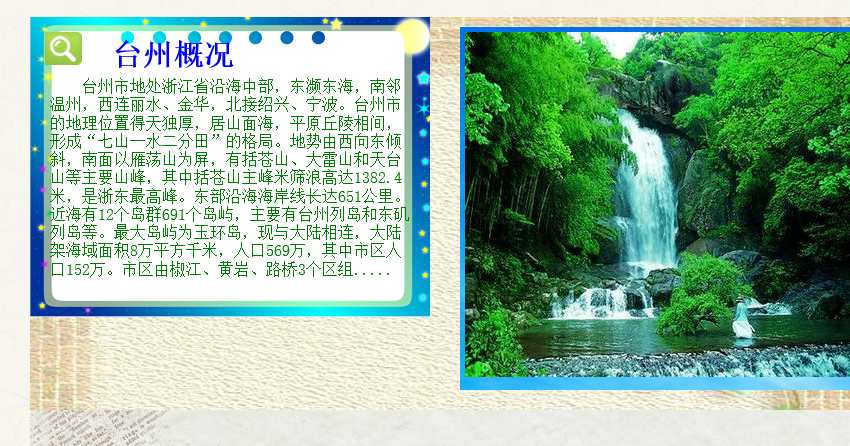 台州概况
台州市地处浙江省沿海中部，东濒东海，南邻
温州，西连丽水、金华，北接绍兴、宁波。台州市
的地理位置得天独厚，居山面海，平原丘陵相间，
形成“七山一水二分田”的格局。地势由西向东倾
斜，南面以雁荡山为屏，有括苍山、大雷山和天台
山等主要山峰，其中括苍山主峰米筛浪高达1382.4
米，是浙东最高峰。东部沿海海岸线长达651公里。
近海有12个岛群691个岛屿，主要有台州列岛和东矶
列岛等。最大岛屿为玉环岛，现与大陆相连，大陆
架海域面积8万平方千米，人口569万，其中市区人
口152万。市区由椒江、黄岩、路桥3个区组.....